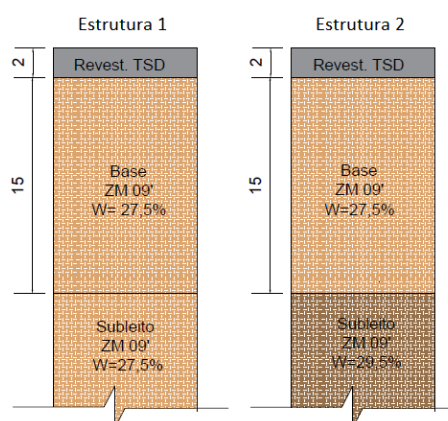 Estrutura 1
2
Revest. TSD
15
Base
ZM 09'
W= 27,5%
Subleito
ZM 09'
W=27,5%
Estrutura 2
2
Revest. TSD
15
Base
ZM 09'
W=27,5%
Subleito
ZM 09'
W=29,5%